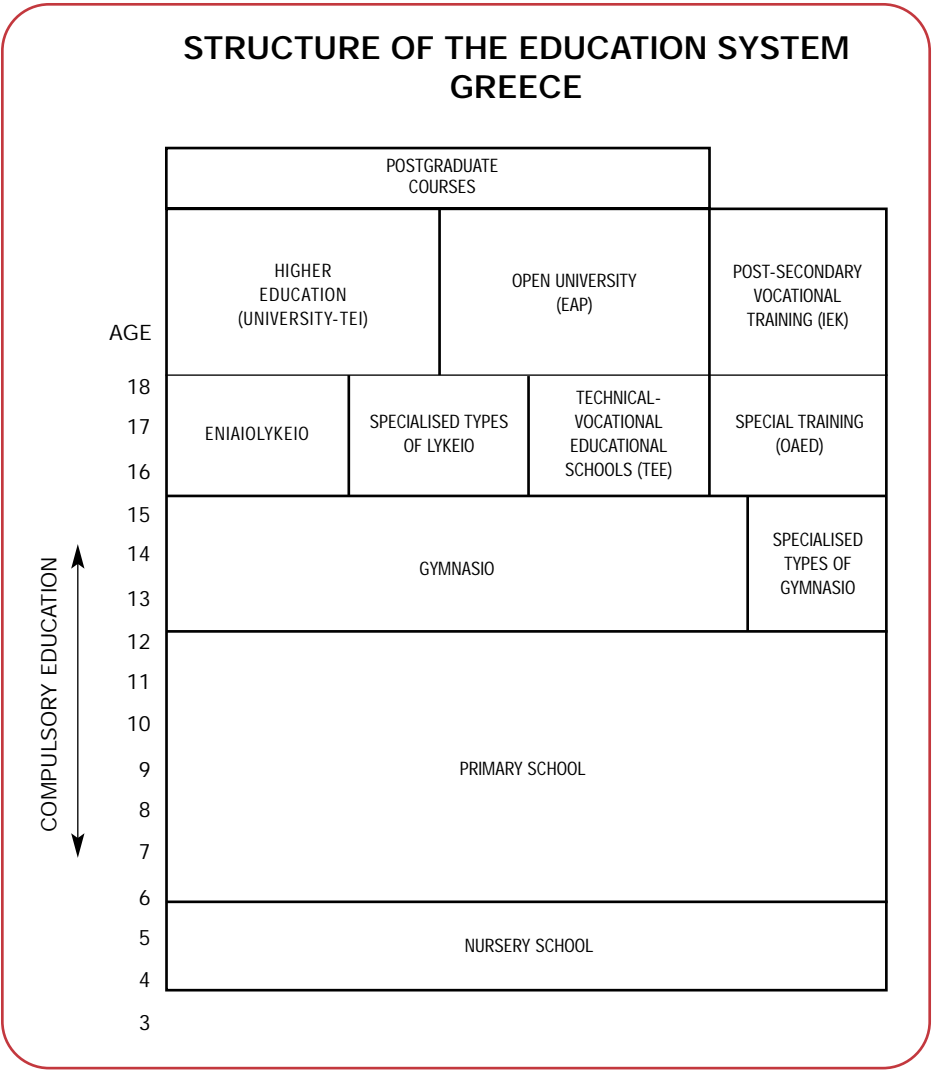 STRUCTURE OF THE EDUCATION SYSTEM
GREECE
POSTGRADUATE
COURSES
HIGHER
EDUCATION
(UNIVERSITY-TEI)
OPEN UNIVERSITY
(EAP)
POST-SECONDARY
VOCATIONAL
TRAINING (IEK)
AGE
18
17
16
ENIAIOLYKEIO
SPECIALISED TYPES
OF LYKEIO
TECHNICAL-
VOCATIONAL
EDUCATIONAL
SCHOOLS (TEE)
SPECIAL TRAINING
(OAED)
15
14
13
GYMNASIO
SPECIALISED
TYPES OF
GYMNASIO
COMPULSORY EDUCATION
12
11
10
9
8
7
PRIMARY SCHOOL
6
5
4
NURSERY SCHOOL
3